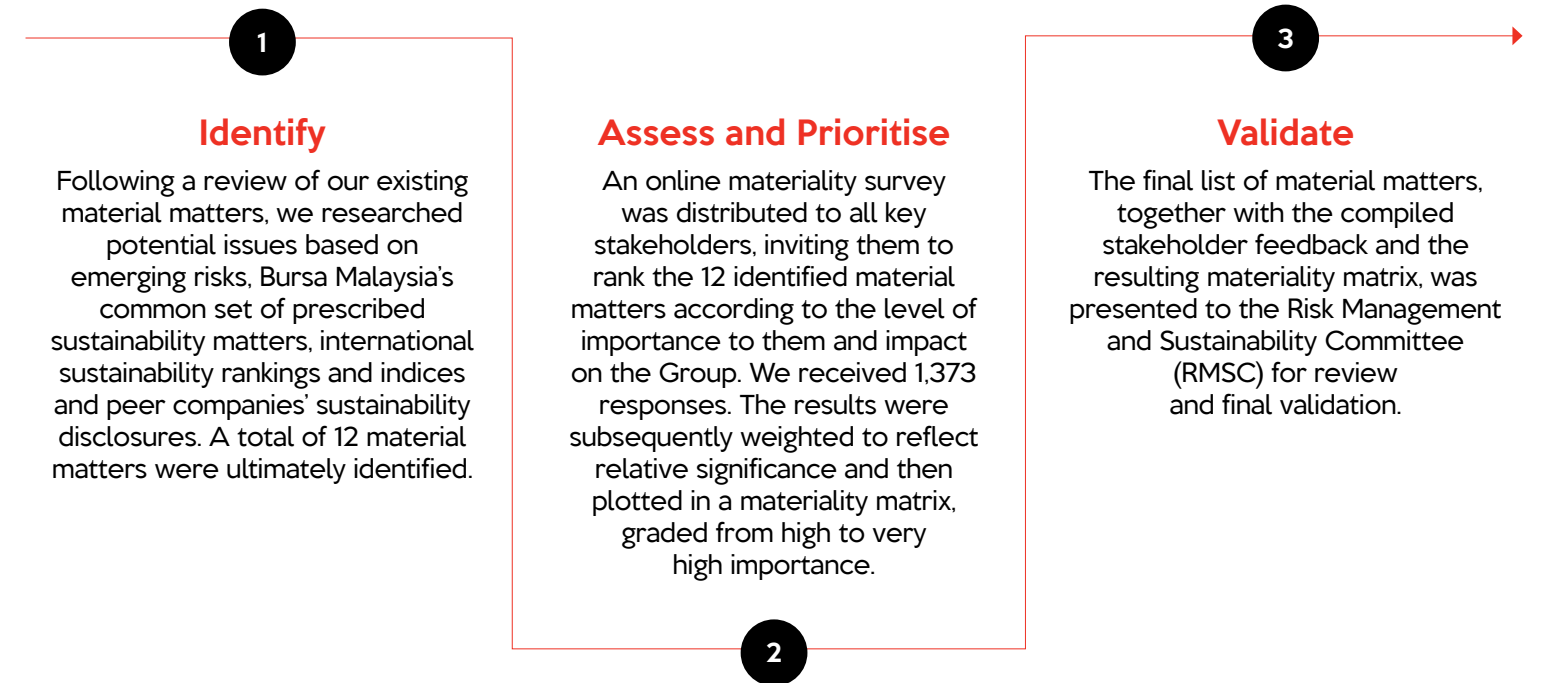 1
Identify
Following a review of our existing
material matters, we researched
potential issues based on
emerging risks, Bursa Malaysia's
common set of prescribed
sustainability matters, international
sustainability rankings and indices
and peer companies' sustainability
disclosures. A total of 12 material
matters were ultimately identified.
2
Assess and Prioritise
An online materiality survey
was distributed to all key
stakeholders, inviting them to
rank the 12 identified material
matters according to the level of
importance to them and impact
on the Group. We received 1,373
responses. The results were
subsequently weighted to reflect
relative significance and then
plotted in a materiality matrix,
graded from high to very
high importance.
3
Validate
The final list of material matters,
together with the compiled
stakeholder feedback and the
resulting materiality matrix, was
presented to the Risk Management
and Sustainability Committee
(RMSC) for review
and final validation.